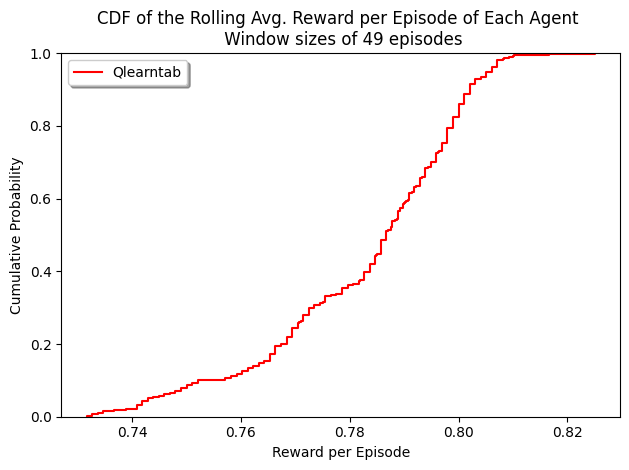 CDF of the Rolling Avg. Reward per Episode of Each Agent
Window sizes of 49 episodes
Qlearntab
Cumulative Probability
1.0
0.8
0.6
0.4
0.2
0.0
0.74 0.76 0.78 0.80 0.82
Reward per Episode